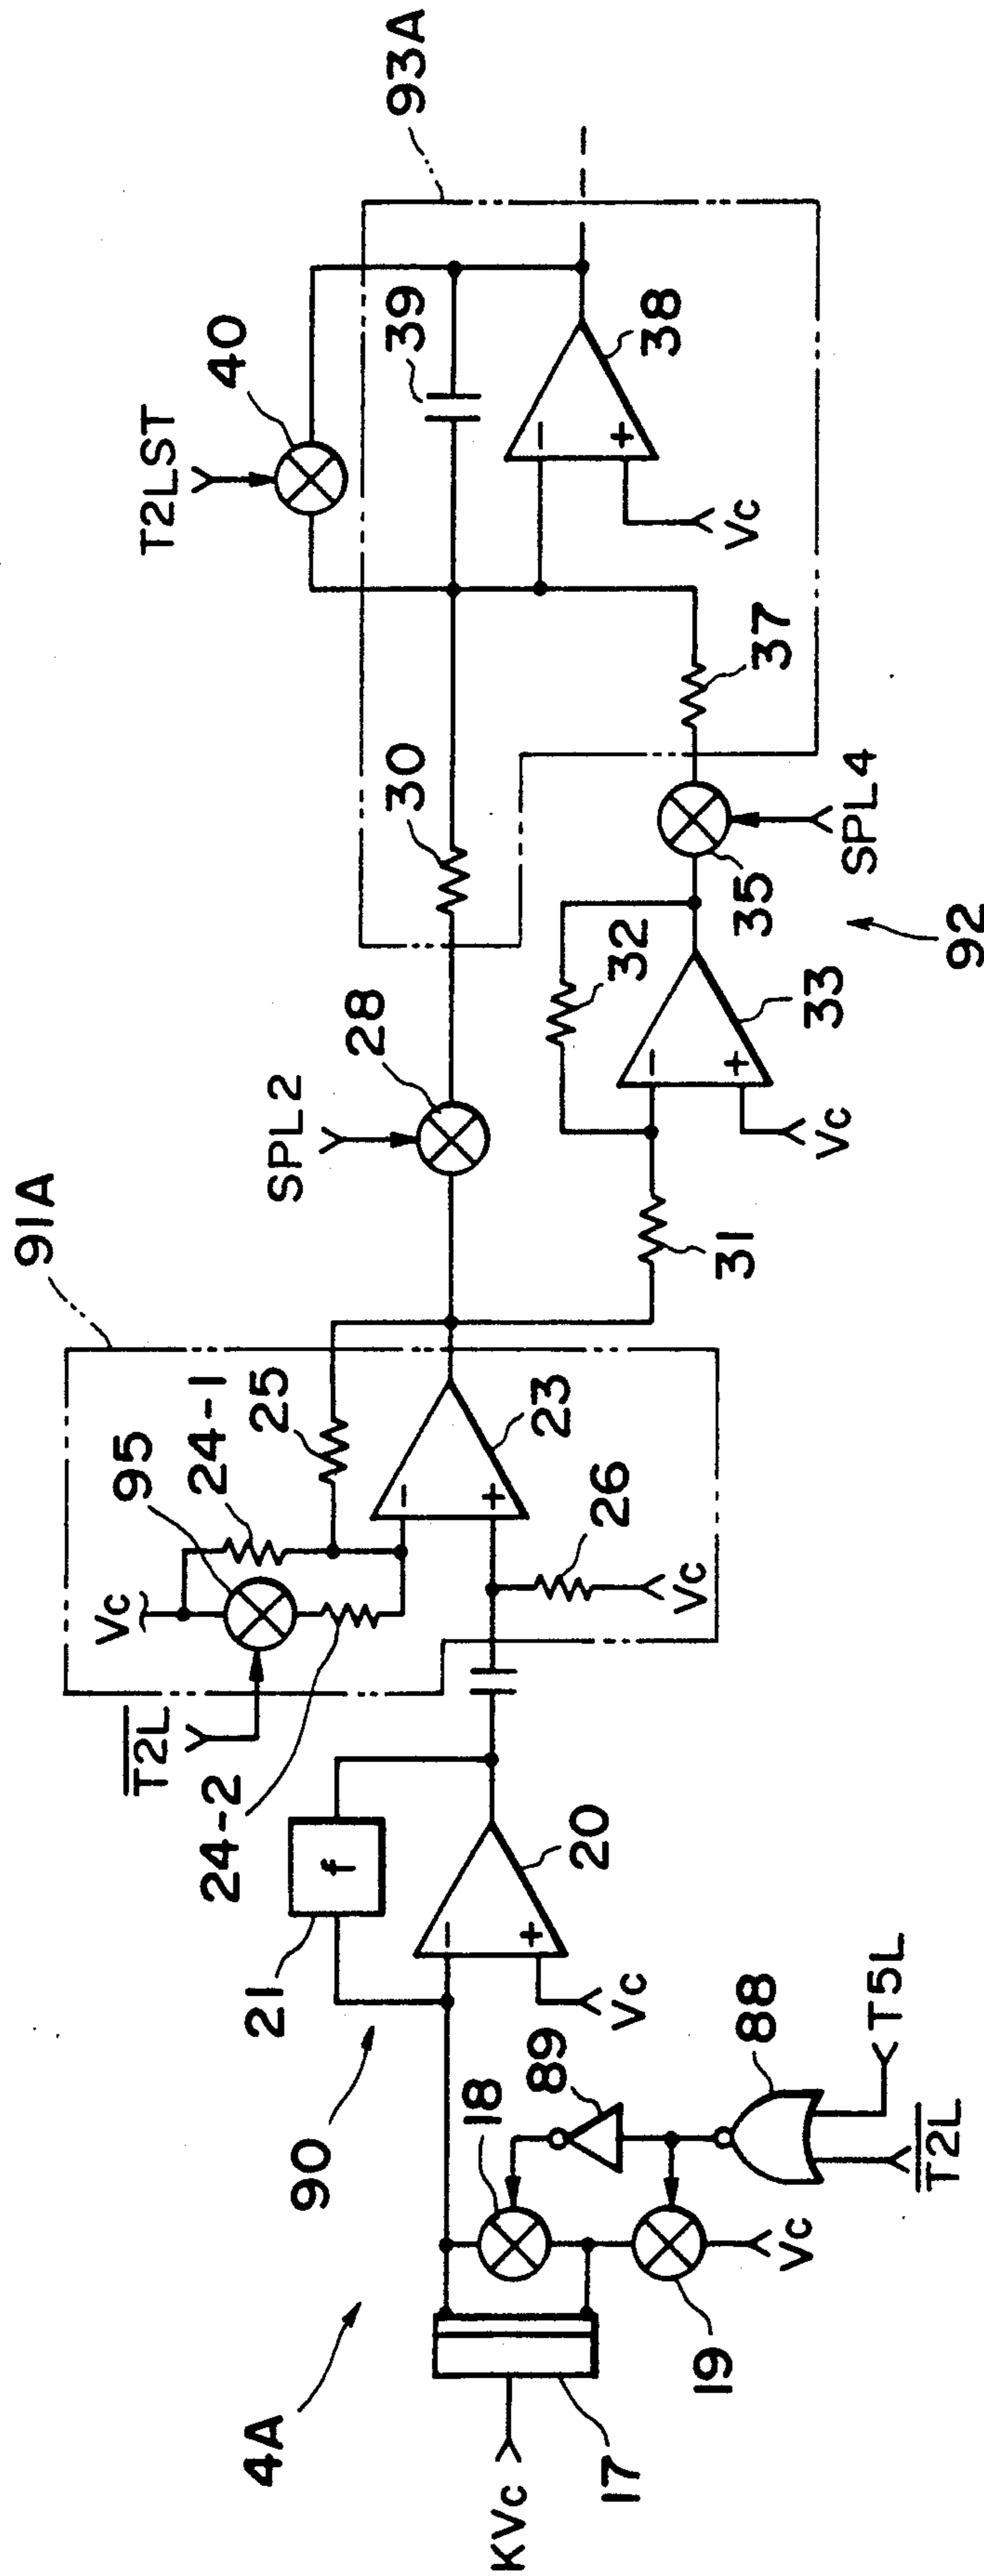 4A
KVc
17
18
19
Vc
89
88
T̅2̅L̅
T5L
90
21
f
20
−
+
Vc
91A
T̅2̅L̅
Vc
95
24-1
24-2
25
23
−
+
26
Vc
SPL2
28
30
31
32
33
−
+
Vc
35
SPL4
92
37
T2LST
40
39
38
−
+
Vc
93A